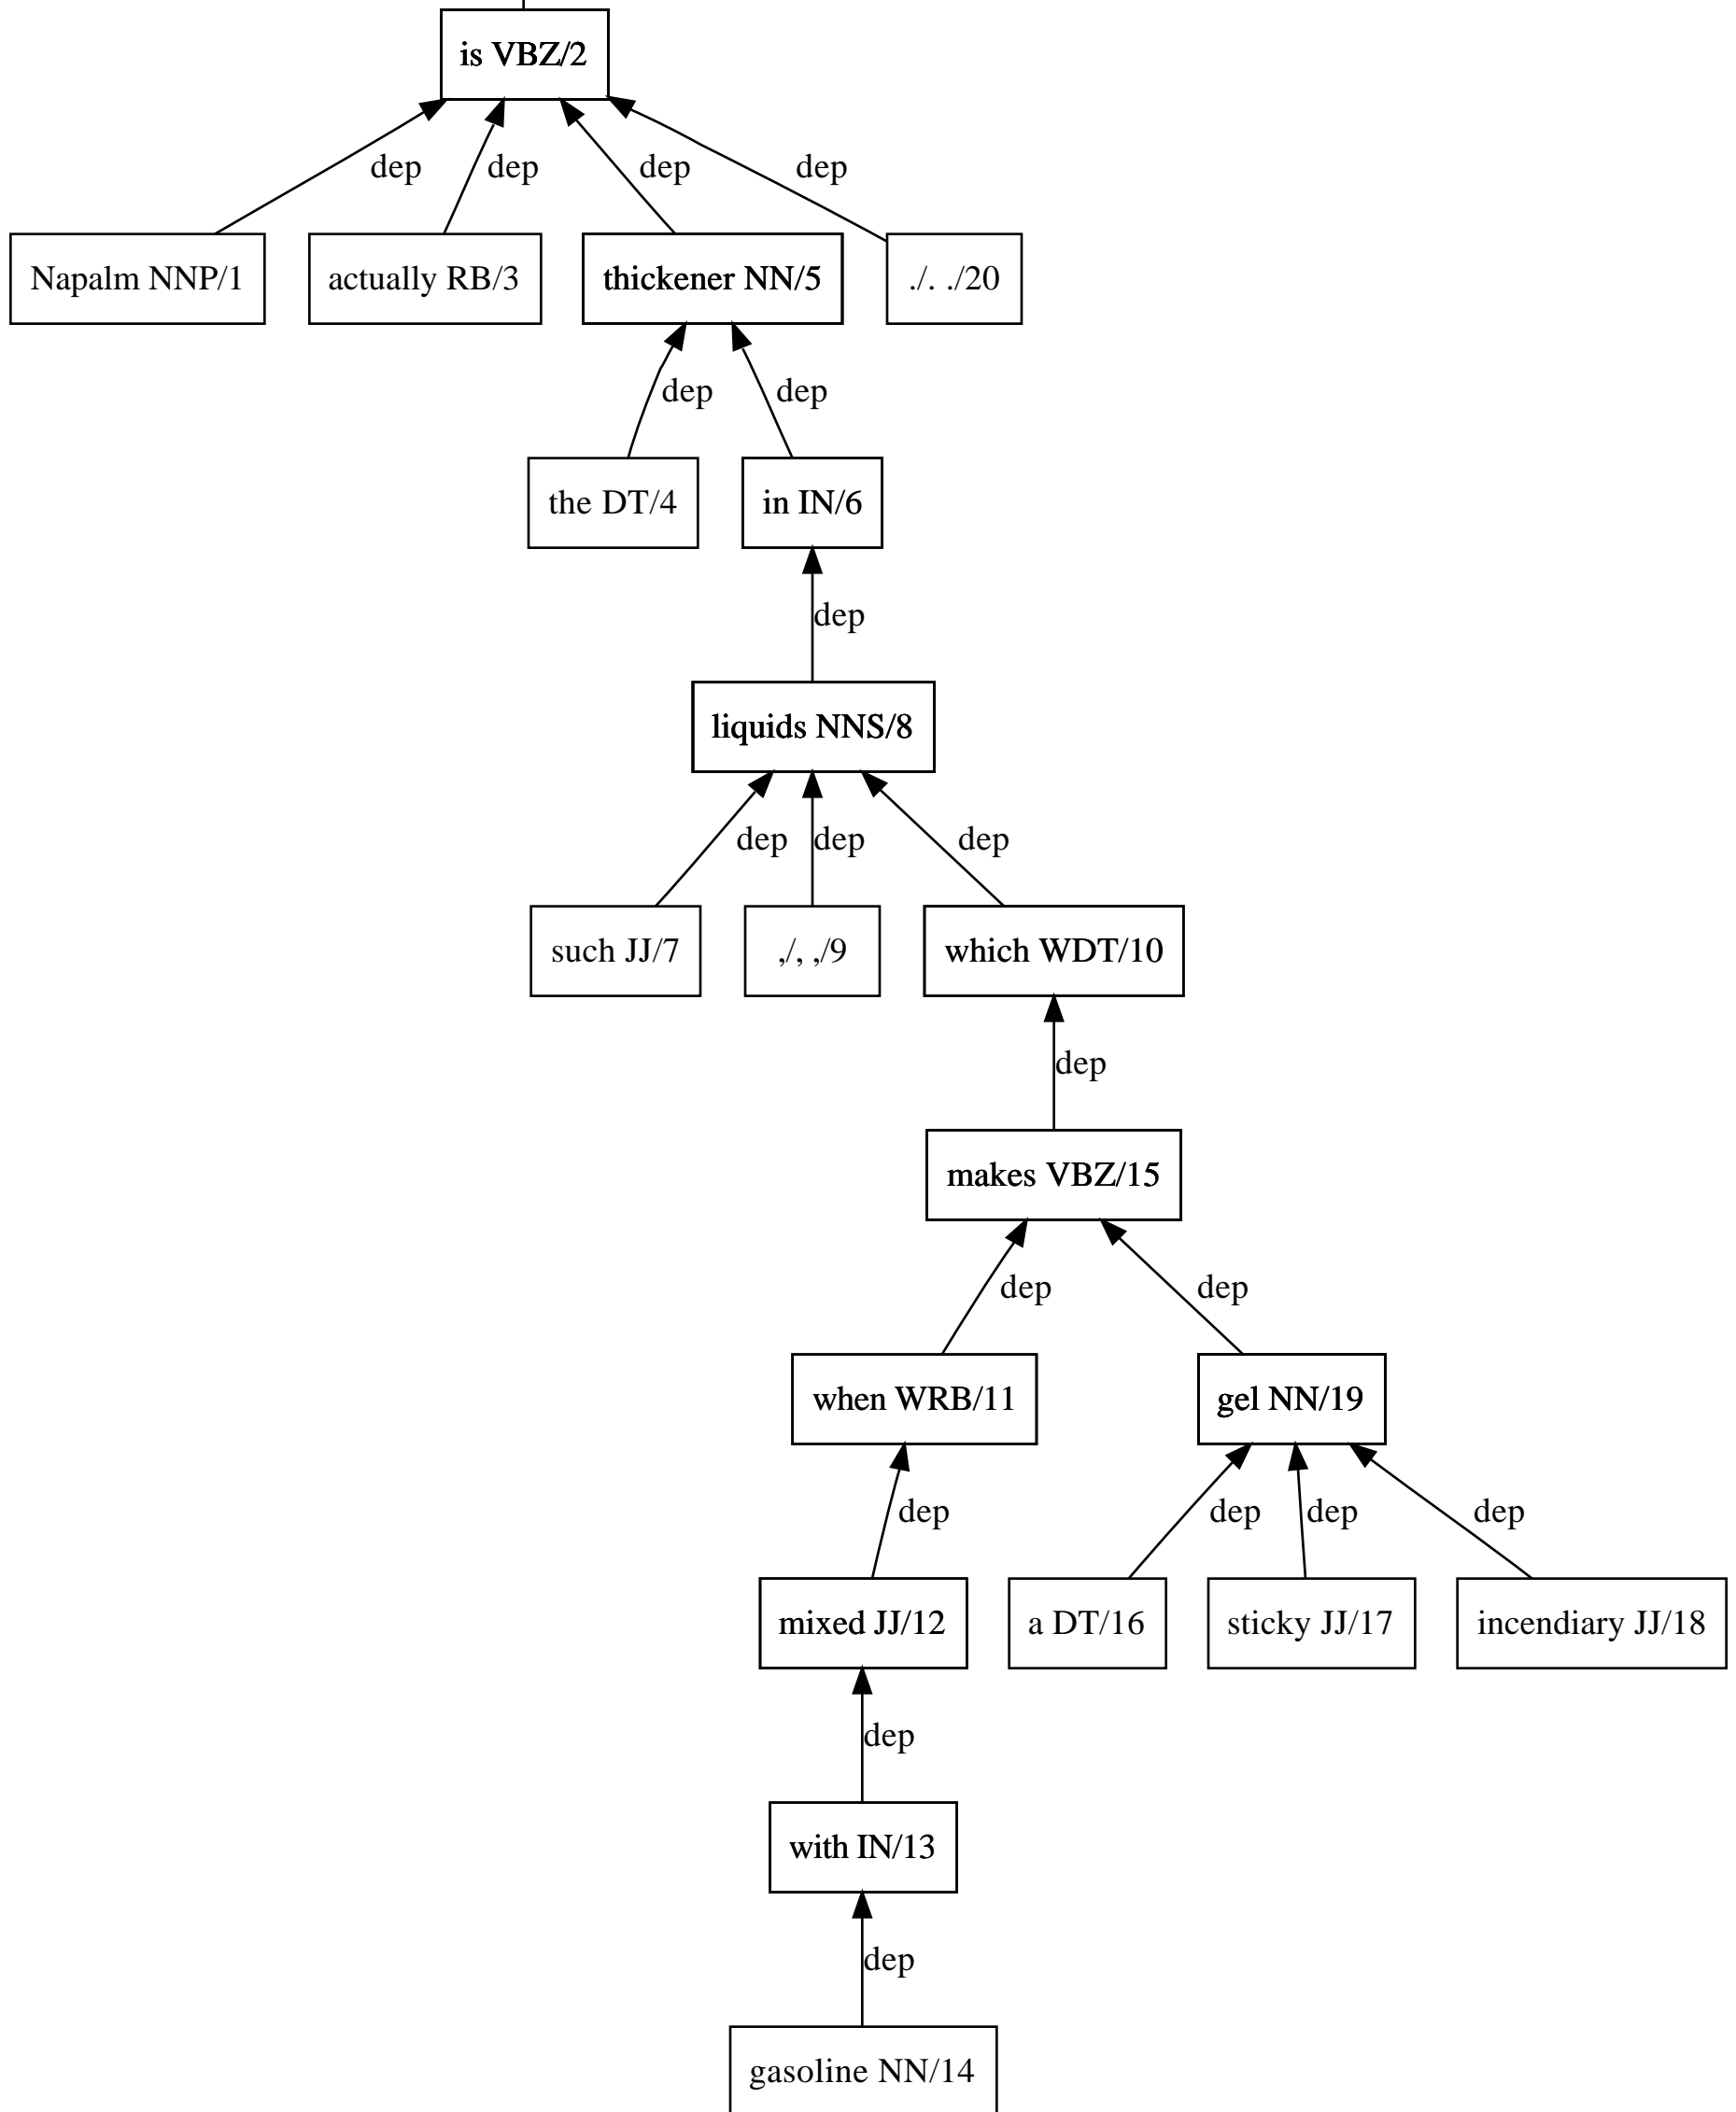 is VBZ/2
dep dep dep dep
Napalm NNP/1 actually RB/3 thickener NN/5 ./. ./20
dep dep
the DT/4 in IN/6
dep
liquids NNS/8
dep dep dep
such JJ/7 ,/, ,/9 which WDT/10
dep
makes VBZ/15
dep dep
when WRB/11 gel NN/19
dep dep dep dep
mixed JJ/12 a DT/16 sticky JJ/17 incendiary JJ/18
dep
with IN/13
dep
gasoline NN/14